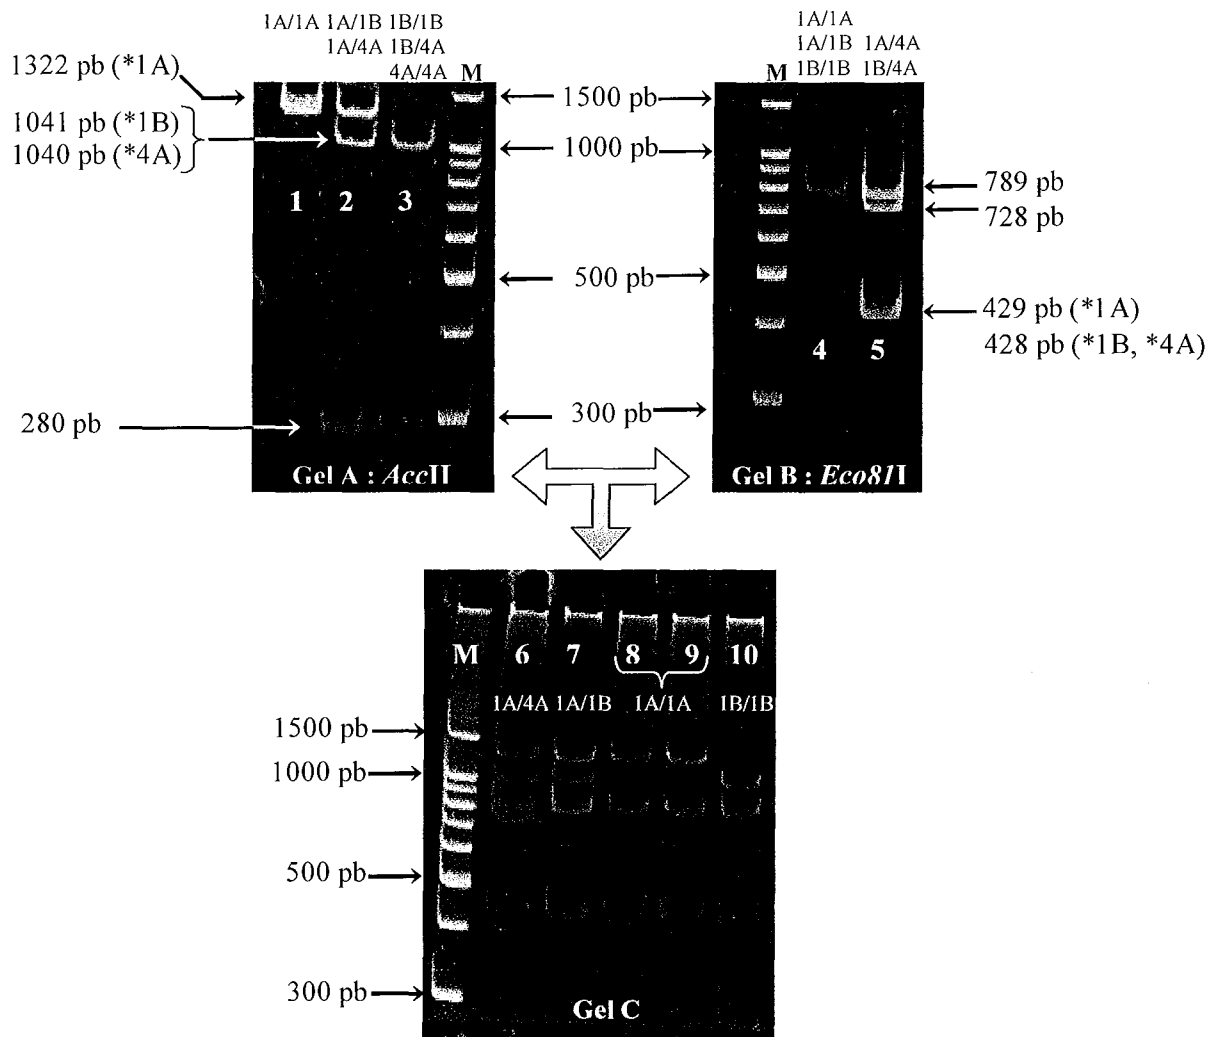 1A/1A 1A/1B 1B/1B
1A/4A 1B/4A
4A/4A M
1322 pb (*1A)
1041 pb (*1B)
1040 pb (*4A)
280 pb
1 2 3
Gel A : AccII
1500 pb
1000 pb
500 pb
300 pb
1A/1A
1A/1B 1A/4A
1B/1B 1B/4A
M
4 5
Gel B : Eco81I
789 pb
728 pb
429 pb (*1A)
428 pb (*1B, *4A)
M 6 7 8 9 10
1A/4A 1A/1B 1A/1A 1B/1B
1500 pb
1000 pb
500 pb
300 pb
Gel C